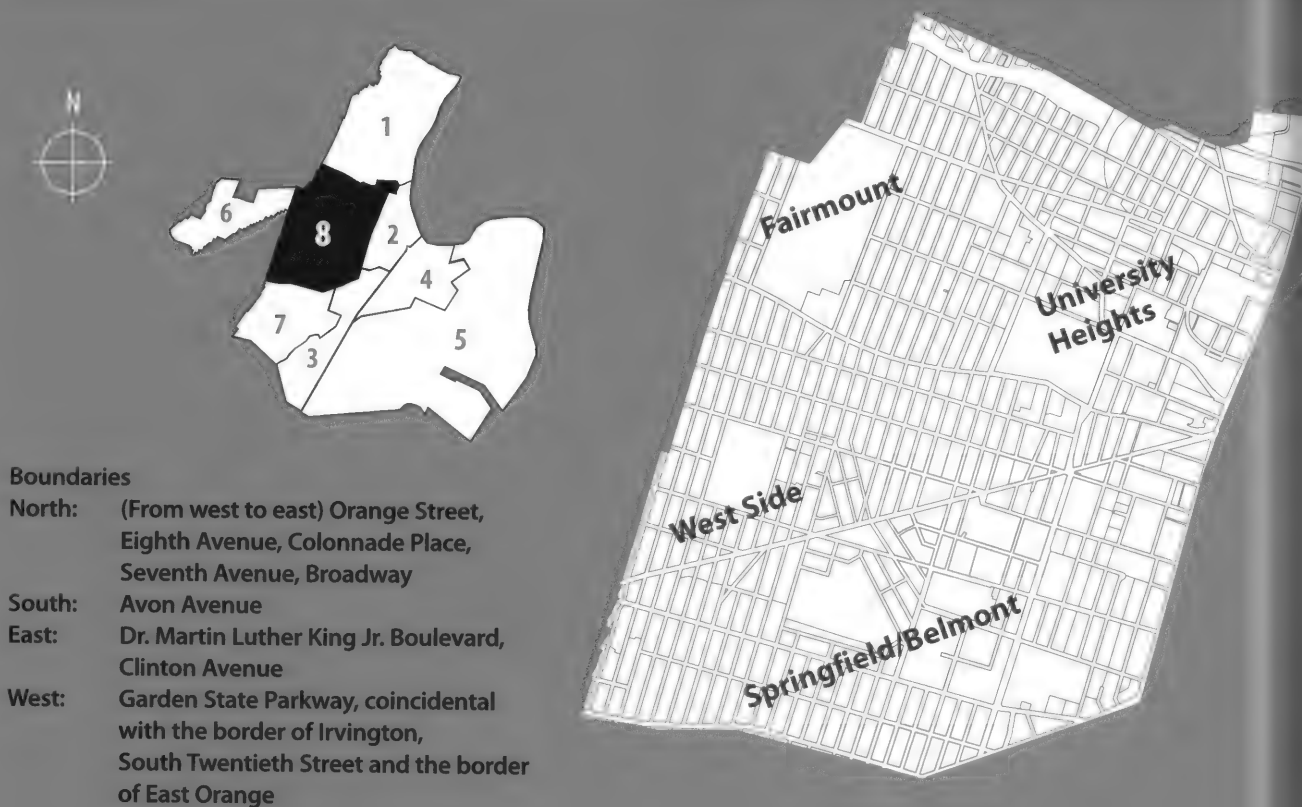 N
1
6
8
2
4
7
3
5
Fairmount
University
Heights
West Side
Springfield/Belmont
Boundaries
North: (From west to east) Orange Street,
Eighth Avenue, Colonnade Place,
Seventh Avenue, Broadway
South: Avon Avenue
East: Dr. Martin Luther King Jr. Boulevard,
Clinton Avenue
West: Garden State Parkway, coincidental
with the border of Irvington,
South Twentieth Street and the border
of East Orange